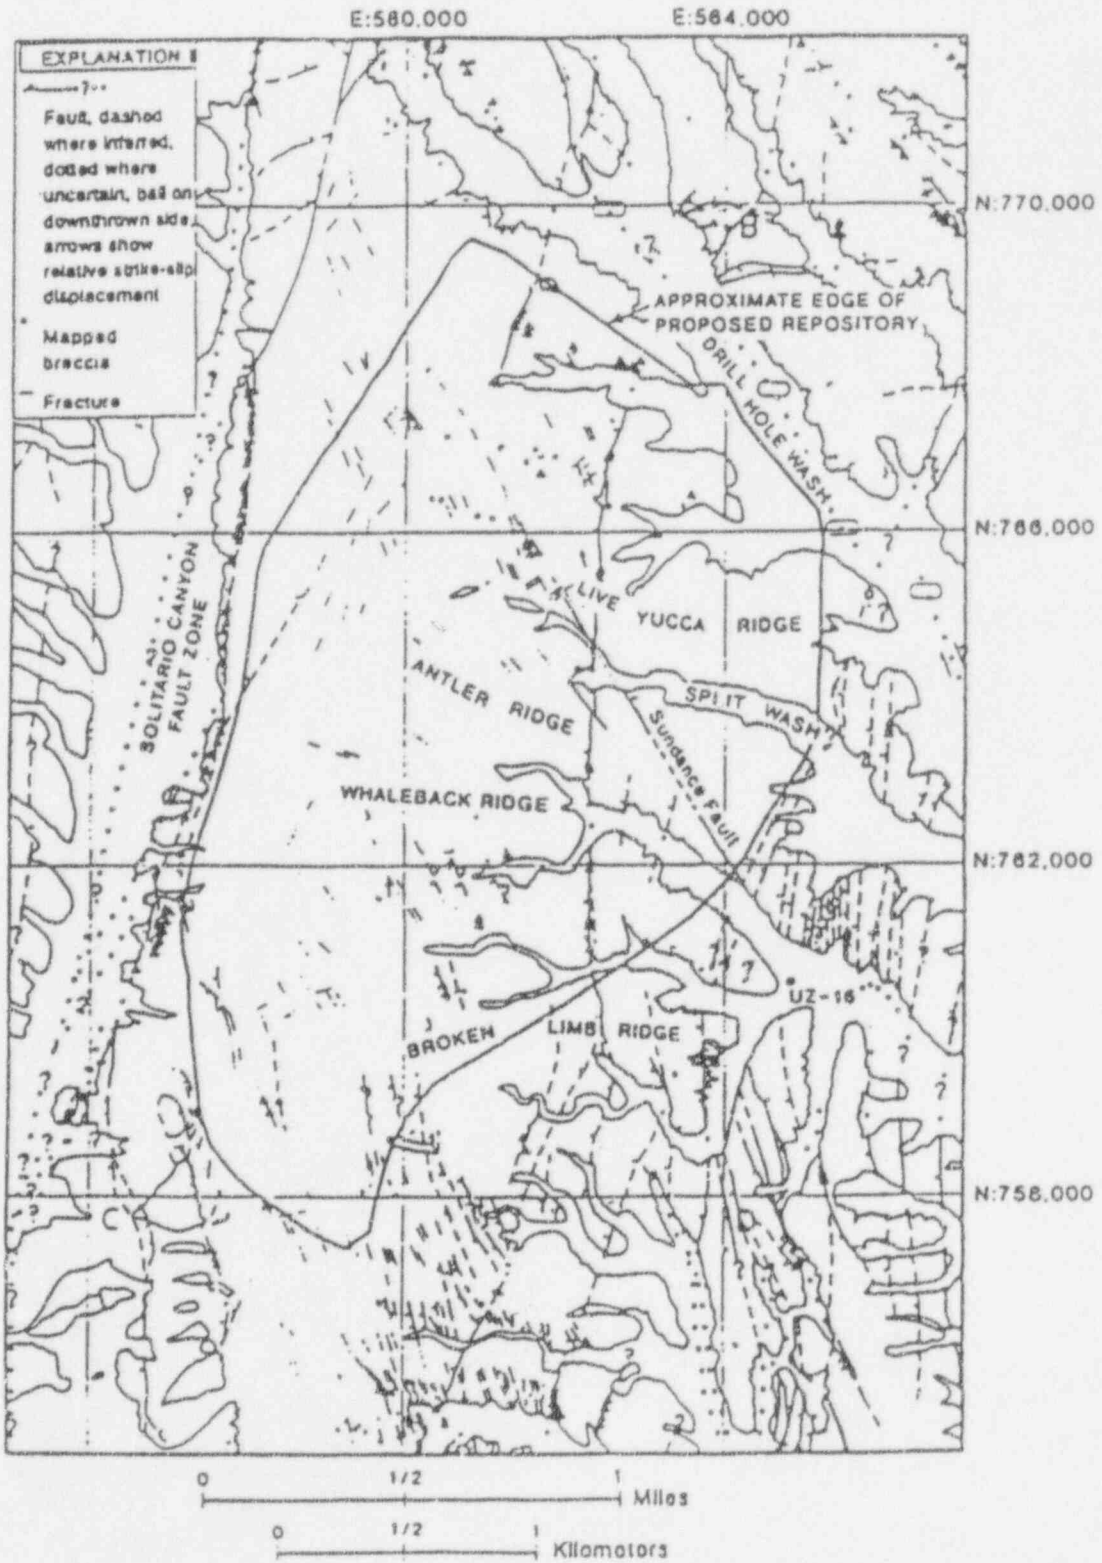 E:560,000 E:564,000
EXPLANATION
?
Fault, dashed
where inferred,
dotted where
uncertain, ball on
downthrown side,
arrows show
relative strike-slip
displacement
Mapped
breccia
Fracture
N:770,000
?
APPROXIMATE EDGE OF
PROPOSED REPOSITORY
DRILL HOLE WASH
N:766,000
?
SOLITARIO CANYON
FAULT ZONE
LIVE YUCCA RIDGE
ANTLER RIDGE
SPLIT WASH
Sundance Fault
WHALEBACK RIDGE
N:762,000
?
UZ-16
BROKEN LIMB RIDGE
?
?
?
?
N:758,000
?
?
0 1/2 1
Miles
0 1/2 1
Kilometers